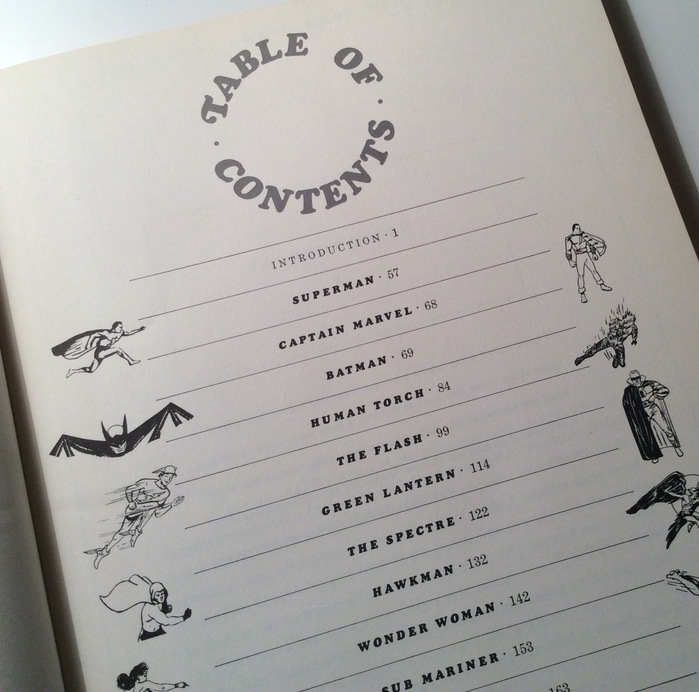 TABLE OF
CONTENTS
INTRODUCTION · 1
SUPERMAN · 57
CAPTAIN MARVEL · 68
BATMAN · 69
HUMAN TORCH · 84
THE FLASH · 99
GREEN LANTERN · 114
THE SPECTRE · 122
HAWKMAN · 132
WONDER WOMAN · 142
SUB MARINER · 153
163